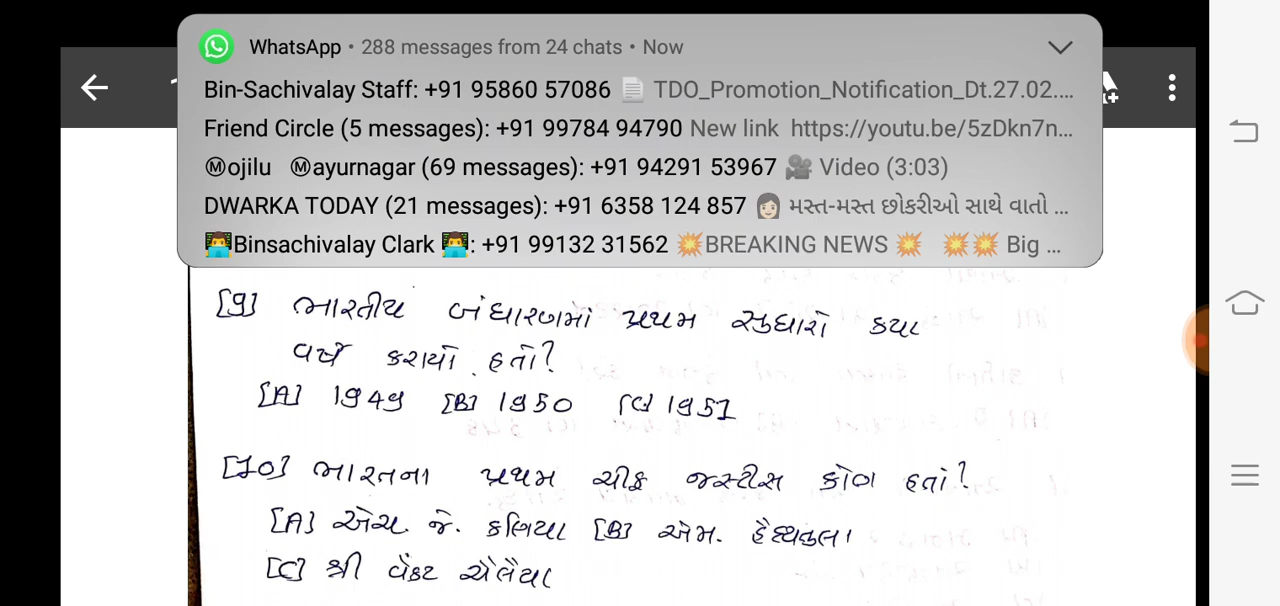 WhatsApp • 288 messages from 24 chats • Now
Bin-Sachivalay Staff: +91 95860 57086 📄 TDO_Promotion_Notification_Dt.27.02....
Friend Circle (5 messages): +91 99784 94790 New link https://youtu.be/5zDkn7n...
Ⓜojilu Ⓜayurnagar (69 messages): +91 94291 53967 🎥 Video (3:03)
DWARKA TODAY (21 messages): +91 6358 124 857 👩🏻 મસ્ત-મસ્ત છોકરીઓ સાથે વાતો ...
👨‍💻Binsachivalay Clark 👨‍💻: +91 99132 31562 💥BREAKING NEWS 💥 💥💥 Big ...
[9] ભારતીય બંધારણમાં પ્રથમ સુધારો કયા
વર્ષે કરાયો હતો?
[A] 1949 [B] 1950 [C] 1951
[10] ભારતના પ્રથમ ચીફ જસ્ટીસ કોણ હતાં?
[A] એચ. જે. કણિયા [B] એમ. હૈદાયતુલા
[C] શ્રી વેંકટ ચેલૈયા